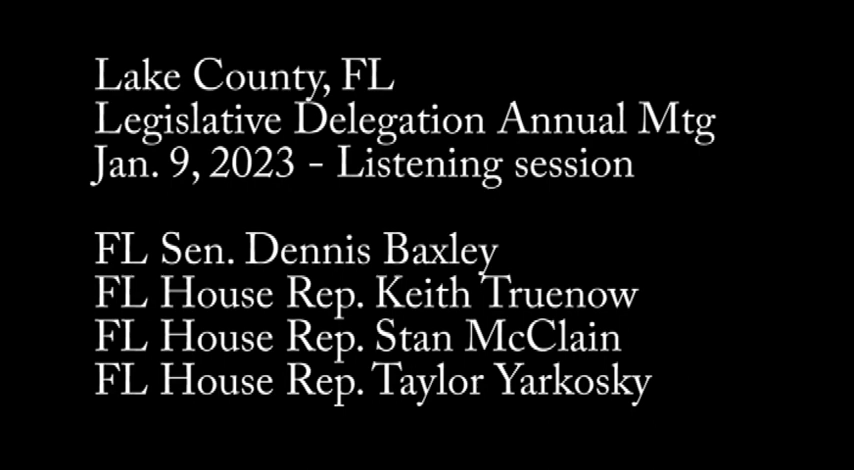 Lake County, FL
Legislative Delegation Annual Mtg
Jan. 9, 2023 - Listening session
FL Sen. Dennis Baxley
FL House Rep. Keith Truenow
FL House Rep. Stan McClain
FL House Rep. Taylor Yarkosky